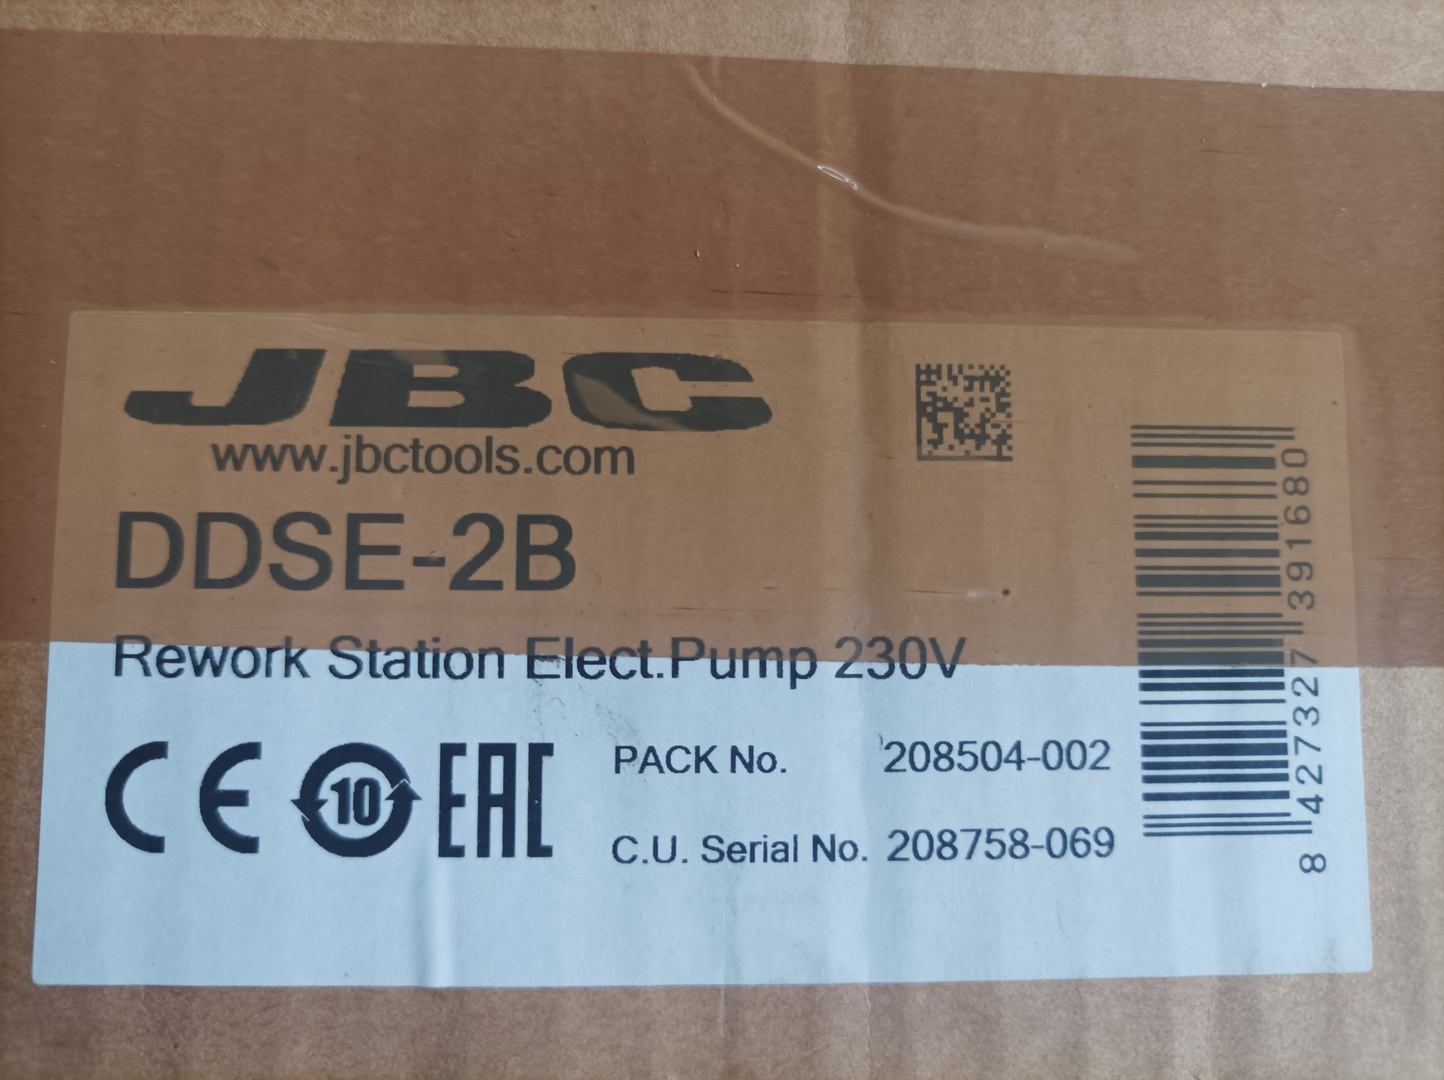 JBC
www.jbctools.com
DDSE-2B
Rework Station Elect.Pump 230V
CE 10 EAC
PACK No. 208504-002
C.U. Serial No. 208758-069
8 427327 391680